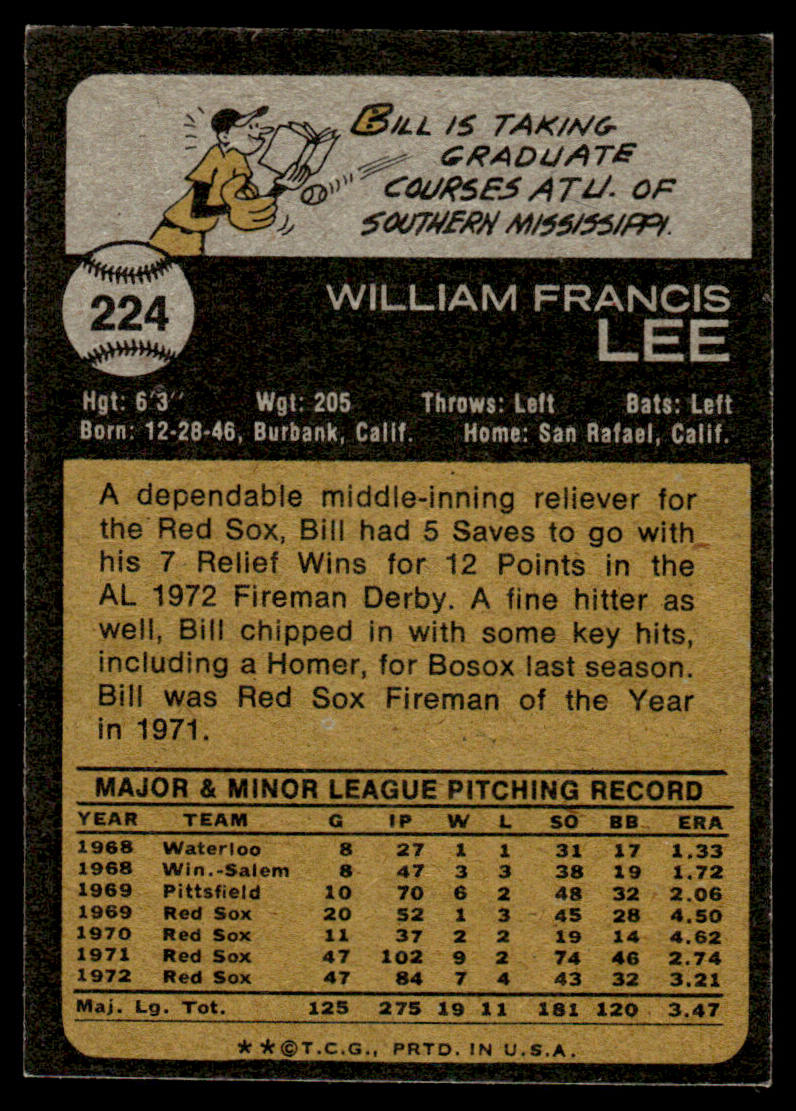 BILL IS TAKING
GRADUATE
COURSES AT U. OF
SOUTHERN MISSISSIPPI.
224
WILLIAM FRANCIS
LEE
Hgt: 6'3" Wgt: 205 Throws: Left Bats: Left
Born: 12-28-46, Burbank, Calif. Home: San Rafael, Calif.
A dependable middle-inning reliever for
the Red Sox, Bill had 5 Saves to go with
his 7 Relief Wins for 12 Points in the
AL 1972 Fireman Derby. A fine hitter as
well, Bill chipped in with some key hits,
including a Homer, for Bosox last season.
Bill was Red Sox Fireman of the Year
in 1971.
MAJOR & MINOR LEAGUE PITCHING RECORD
YEAR TEAM G IP W L SO BB ERA
1968 Waterloo 8 27 1 1 31 17 1.33
1968 Win.-Salem 8 47 3 3 38 19 1.72
1969 Pittsfield 10 70 6 2 48 32 2.06
1969 Red Sox 20 52 1 3 45 28 4.50
1970 Red Sox 11 37 2 2 19 14 4.62
1971 Red Sox 47 102 9 2 74 46 2.74
1972 Red Sox 47 84 7 4 43 32 3.21
Maj. Lg. Tot. 125 275 19 11 181 120 3.47
**©T.C.G., PRTD. IN U.S.A.